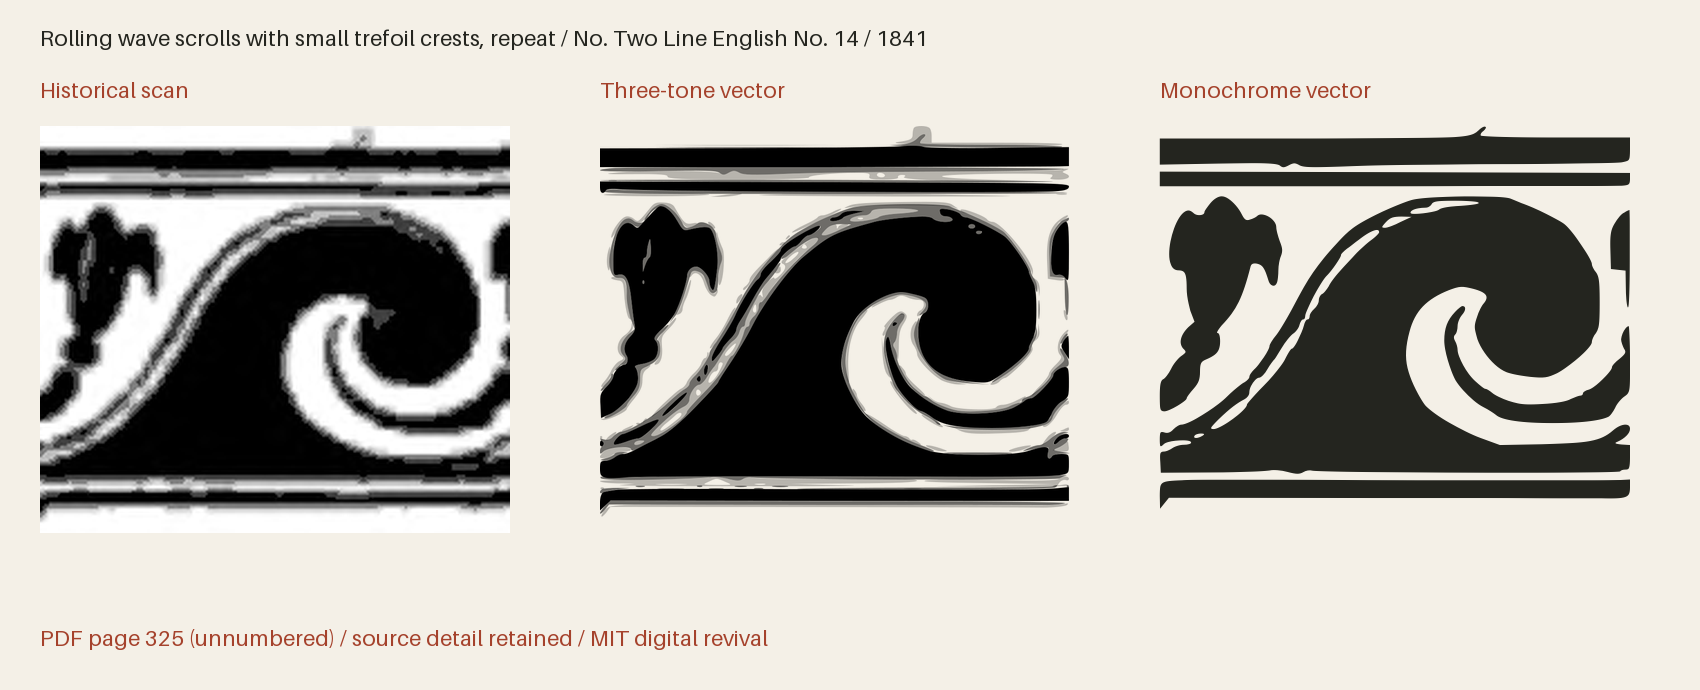 Rolling wave scrolls with small trefoil crests, repeat / No. Two Line English No. 14 / 1841
Historical scan
Three-tone vector
Monochrome vector
PDF page 325 (unnumbered) / source detail retained / MIT digital revival